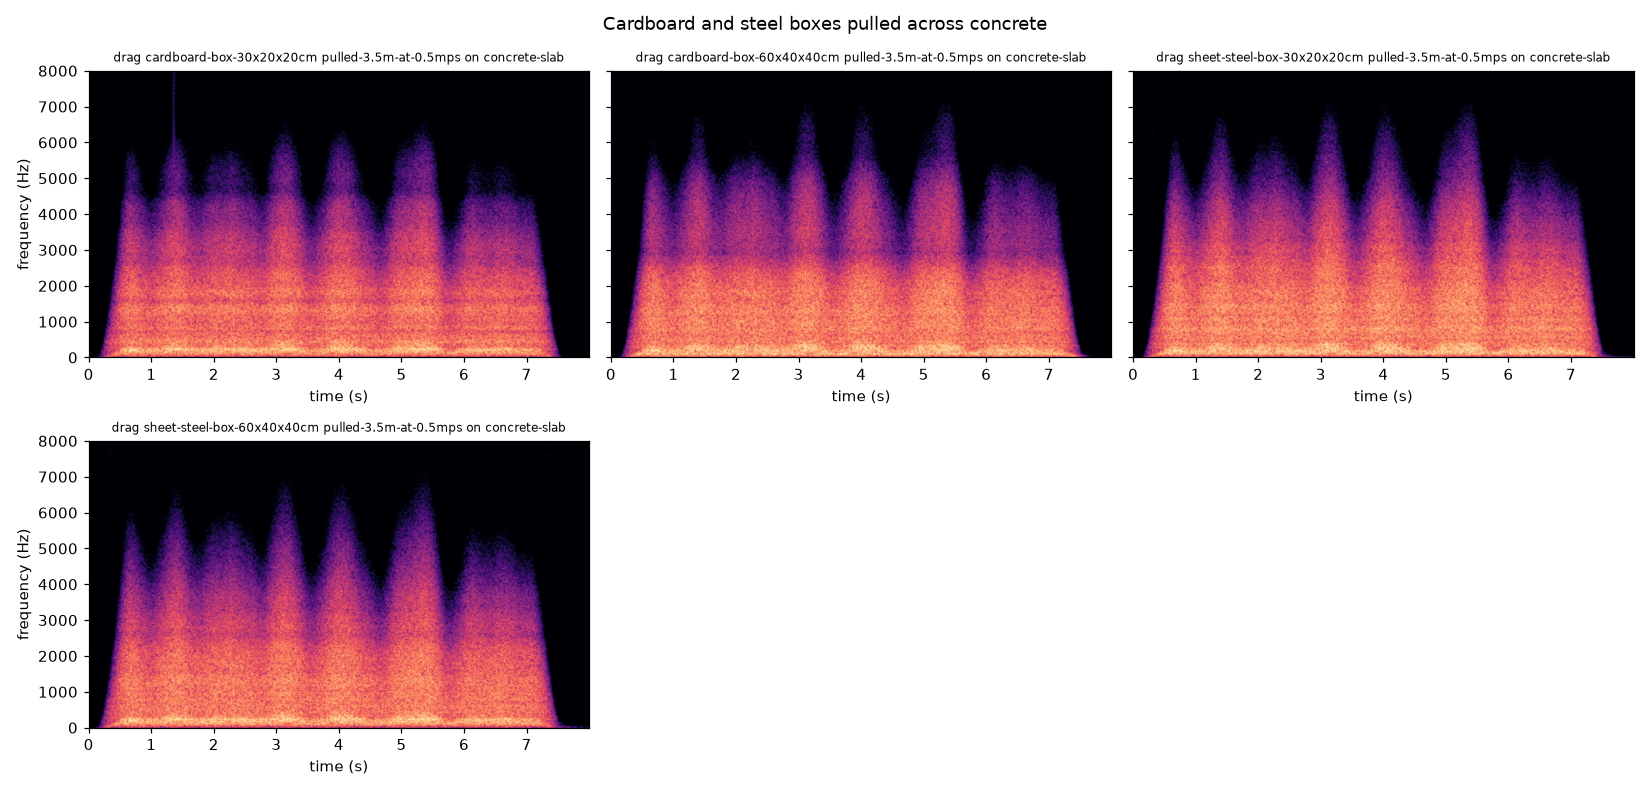 Cardboard and steel boxes pulled across concrete
drag cardboard-box-30x20x20cm pulled-3.5m-at-0.5mps on concrete-slab
drag cardboard-box-60x40x40cm pulled-3.5m-at-0.5mps on concrete-slab
drag sheet-steel-box-30x20x20cm pulled-3.5m-at-0.5mps on concrete-slab
8000
7000
6000
5000
4000
3000
2000
1000
0
frequency (Hz)
0 1 2 3 4 5 6 7
0 1 2 3 4 5 6 7
0 1 2 3 4 5 6 7
time (s)
time (s)
time (s)
drag sheet-steel-box-60x40x40cm pulled-3.5m-at-0.5mps on concrete-slab
8000
7000
6000
5000
4000
3000
2000
1000
0
frequency (Hz)
0 1 2 3 4 5 6 7
time (s)